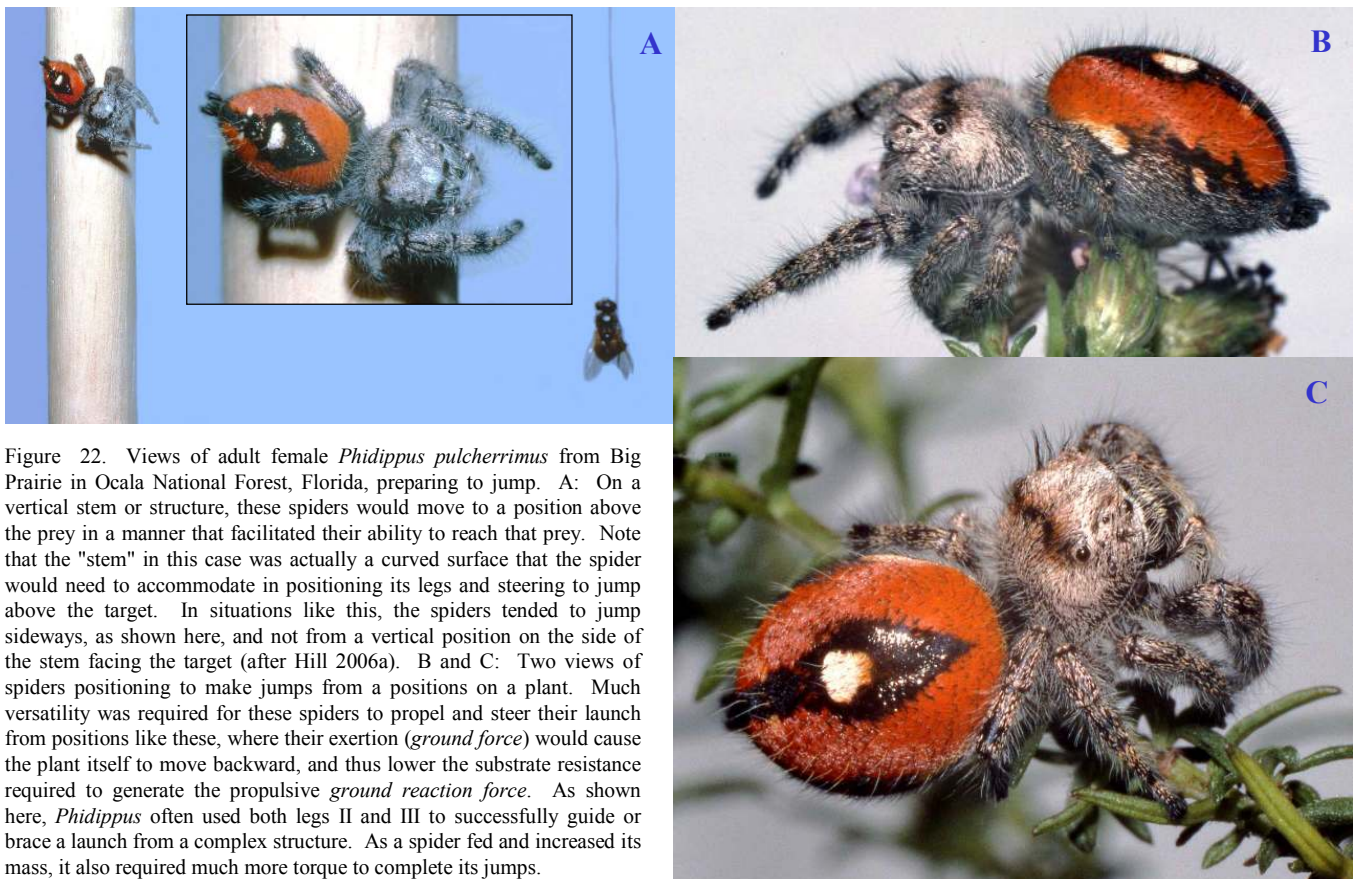 A
B
C
Figure 22. Views of adult female Phidippus pulcherrimus from Big
Prairie in Ocala National Forest, Florida, preparing to jump. A: On a
vertical stem or structure, these spiders would move to a position above
the prey in a manner that facilitated their ability to reach that prey. Note
that the "stem" in this case was actually a curved surface that the spider
would need to accommodate in positioning its legs and steering to jump
above the target. In situations like this, the spiders tended to jump
sideways, as shown here, and not from a vertical position on the side of
the stem facing the target (after Hill 2006a). B and C: Two views of
spiders positioning to make jumps from a positions on a plant. Much
versatility was required for these spiders to propel and steer their launch
from positions like these, where their exertion (ground force) would cause
the plant itself to move backward, and thus lower the substrate resistance
required to generate the propulsive ground reaction force. As shown
here, Phidippus often used both legs II and III to successfully guide or
brace a launch from a complex structure. As a spider fed and increased its
mass, it also required much more torque to complete its jumps.